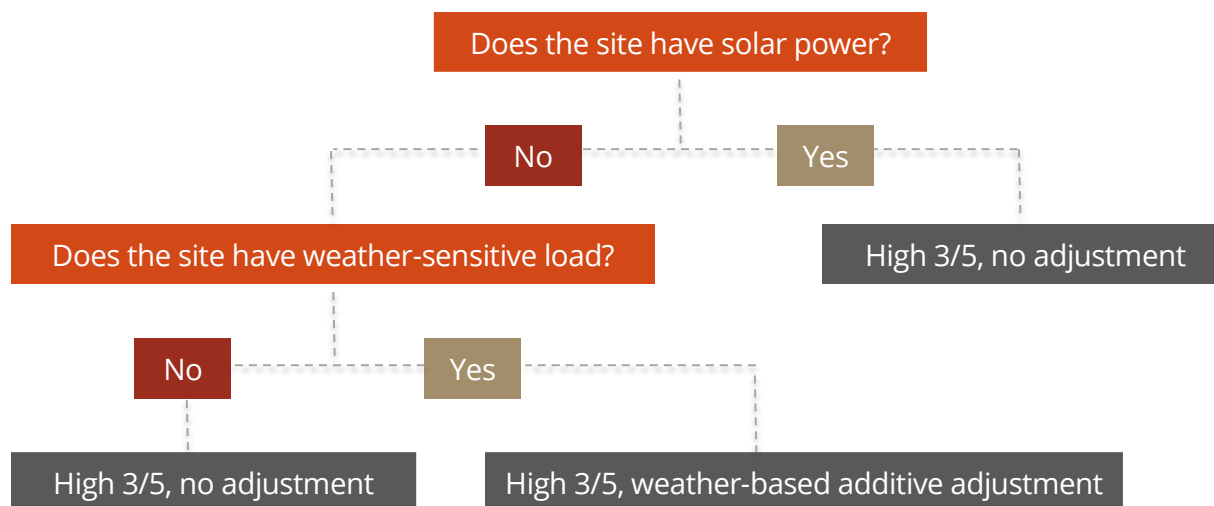 Does the site have solar power?
No
Yes
Does the site have weather-sensitive load?
High 3/5, no adjustment
No
Yes
High 3/5, no adjustment
High 3/5, weather-based additive adjustment